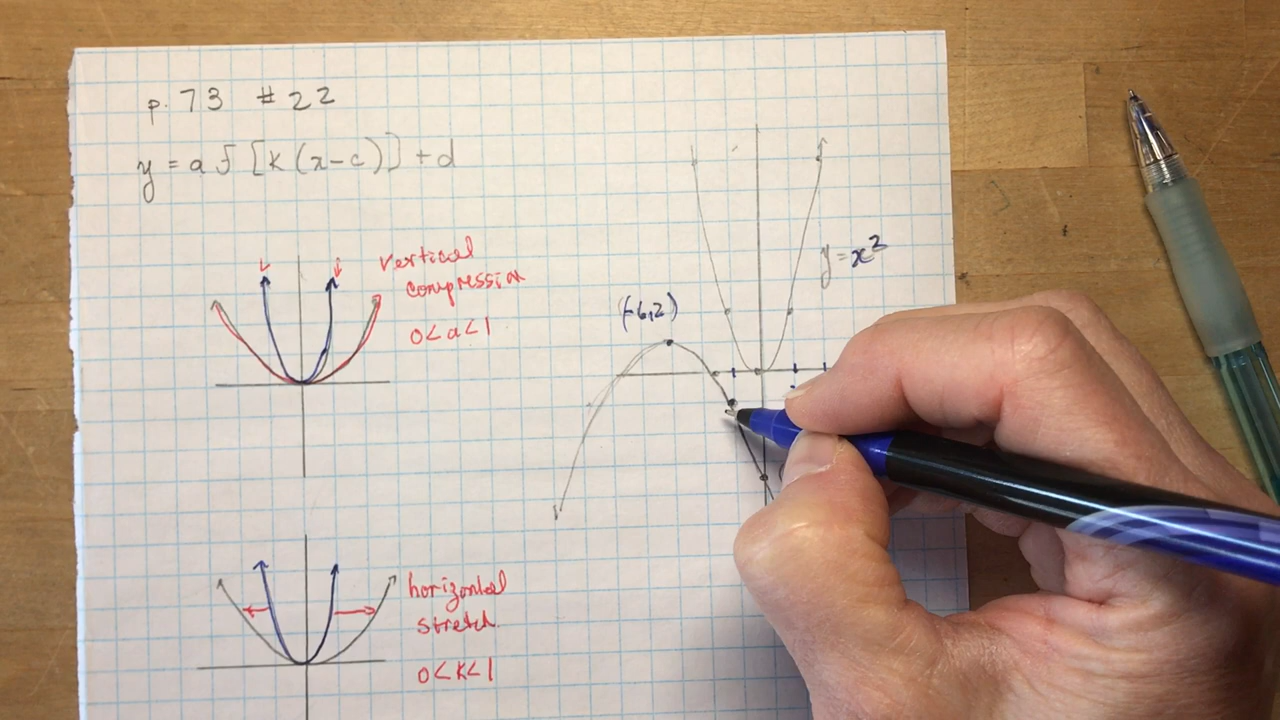 p. 73 #22
y = a f [k (x-c)] + d
vertical
compression
0<a<1
y = x²
(-6,2)
horizontal
stretch
0<k<1